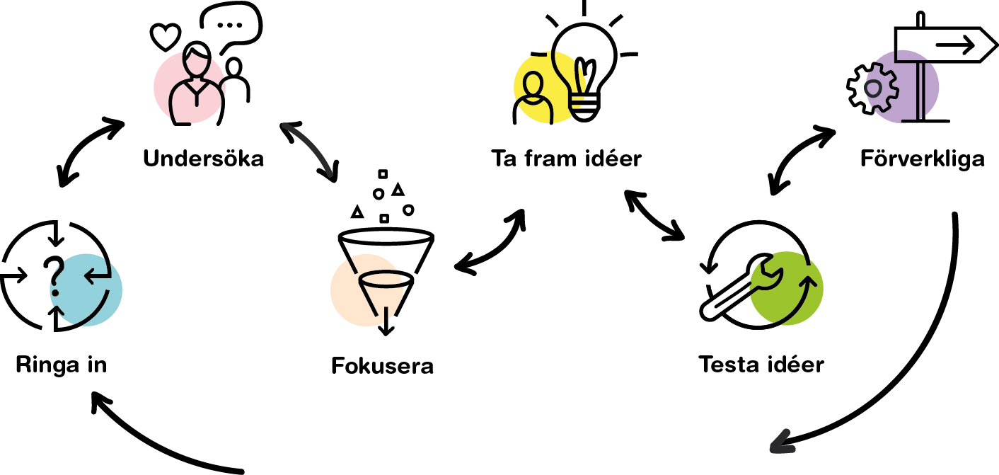 Undersöka
Ta fram idéer
Förverkliga
?
Ringa in
Fokusera
Testa idéer